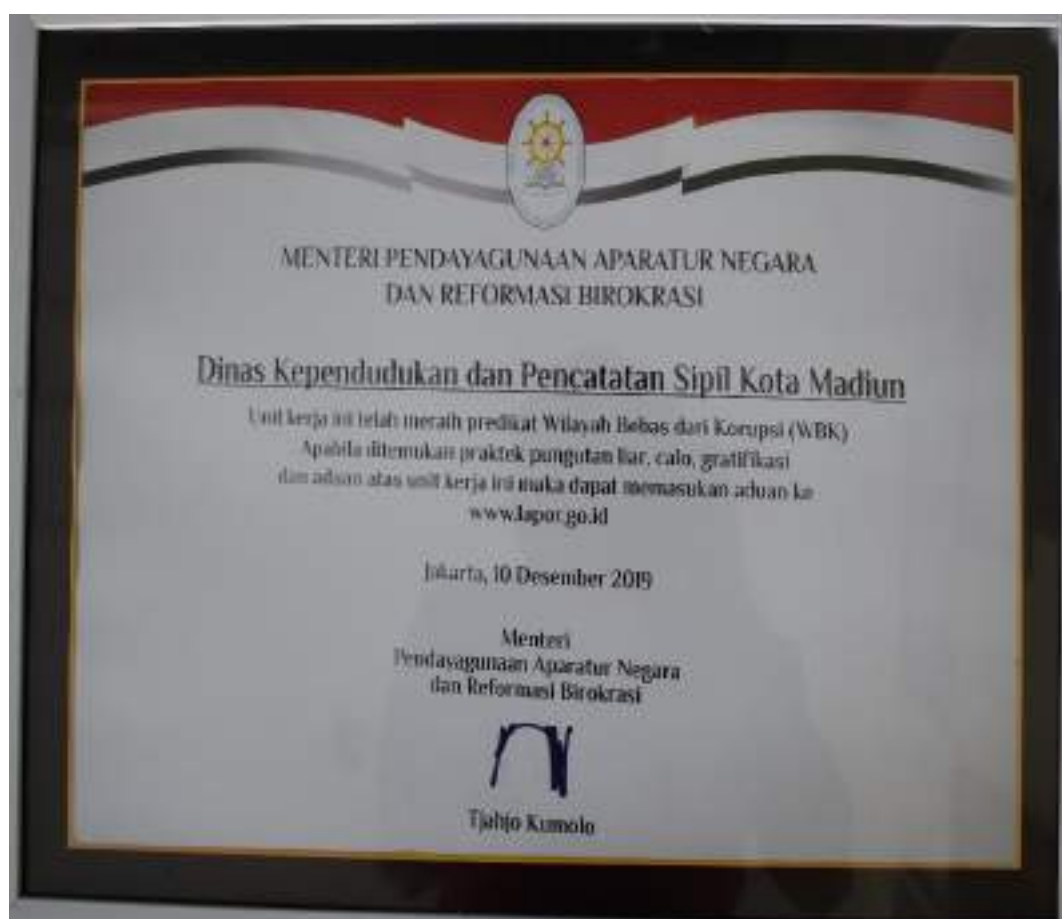 MENTERI PENDAYAGUNAAN APARATUR NEGARA
DAN REFORMASI BIROKRASI
Dinas Kependudukan dan Pencatatan Sipil Kota Madiun
Unit kerja ini telah meraih predikat Wilayah Bebas dari Korupsi (WBK)
Apabila ditemukan praktek pungutan liar, calo, gratifikasi
dan aduan atas unit kerja ini maka dapat memasukan aduan ke
www.lapor.go.id
Jakarta, 10 Desember 2019
Menteri
Pendayagunaan Aparatur Negara
dan Reformasi Birokrasi
Tjahjo Kumolo